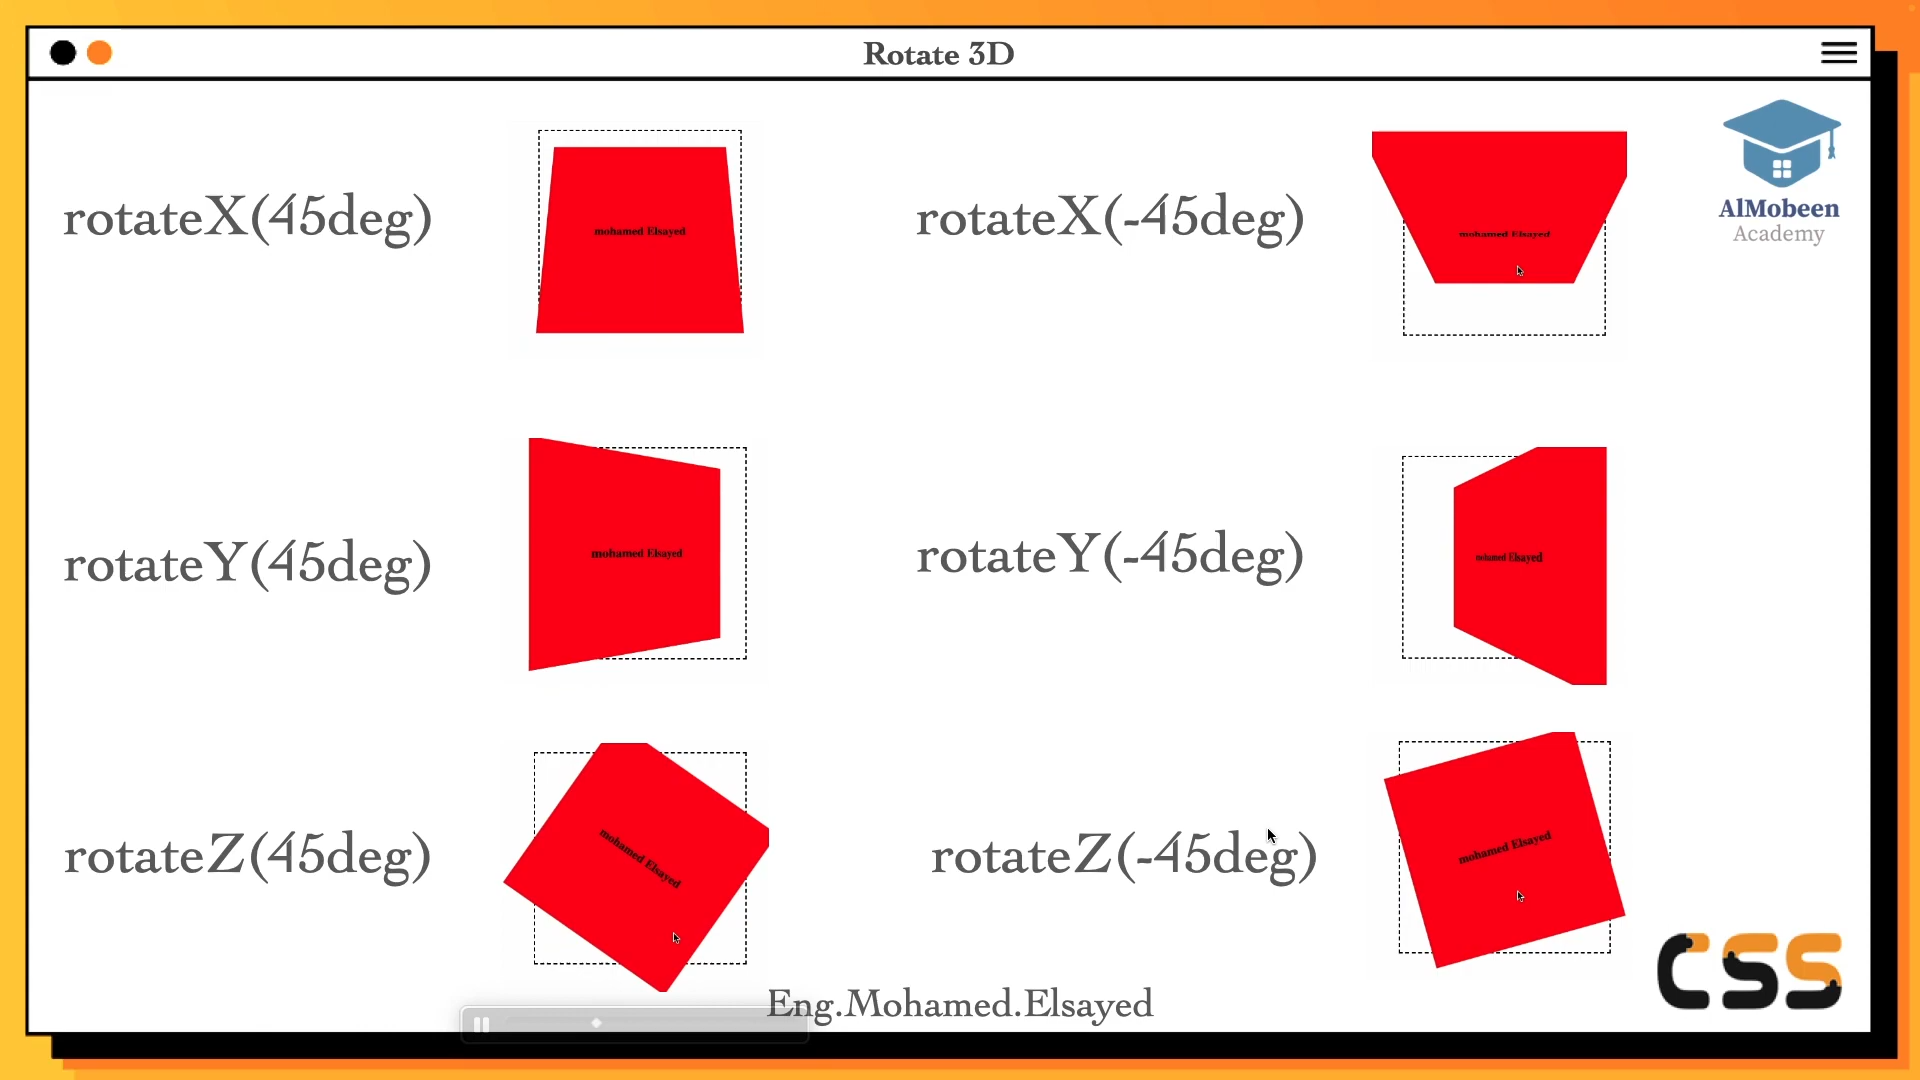 Rotate 3D
AlMobeen
Academy
rotateX(45deg)
mohamed Elsayed
rotateX(-45deg)
mohamed Elsayed
rotateY(45deg)
mohamed Elsayed
rotateY(-45deg)
mohamed Elsayed
rotateZ(45deg)
mohamed Elsayed
rotateZ(-45deg)
mohamed Elsayed
CSS
Eng.Mohamed.Elsayed